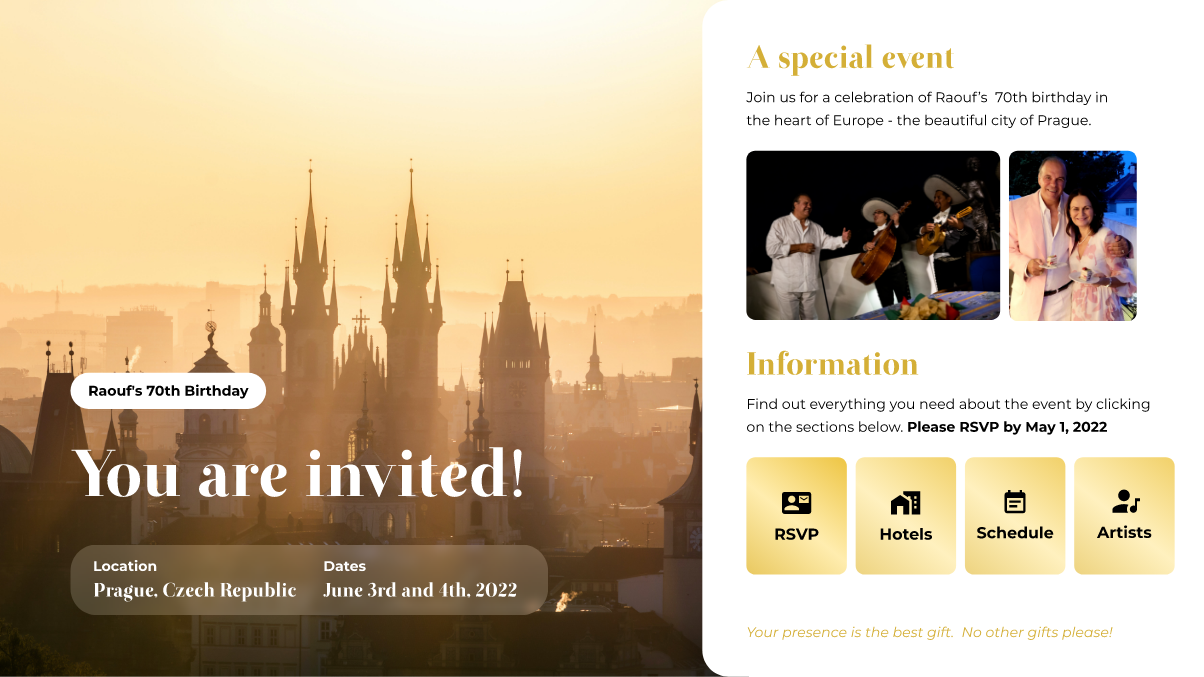 Raouf's 70th Birthday
You are invited!
Location
Prague, Czech Republic
Dates
June 3rd and 4th, 2022
A special event
Join us for a celebration of Raouf’s  70th birthday in
the heart of Europe - the beautiful city of Prague.
Information
Find out everything you need about the event by clicking
on the sections below. Please RSVP by May 1, 2022
RSVP
Hotels
Schedule
Artists
Your presence is the best gift.  No other gifts please!